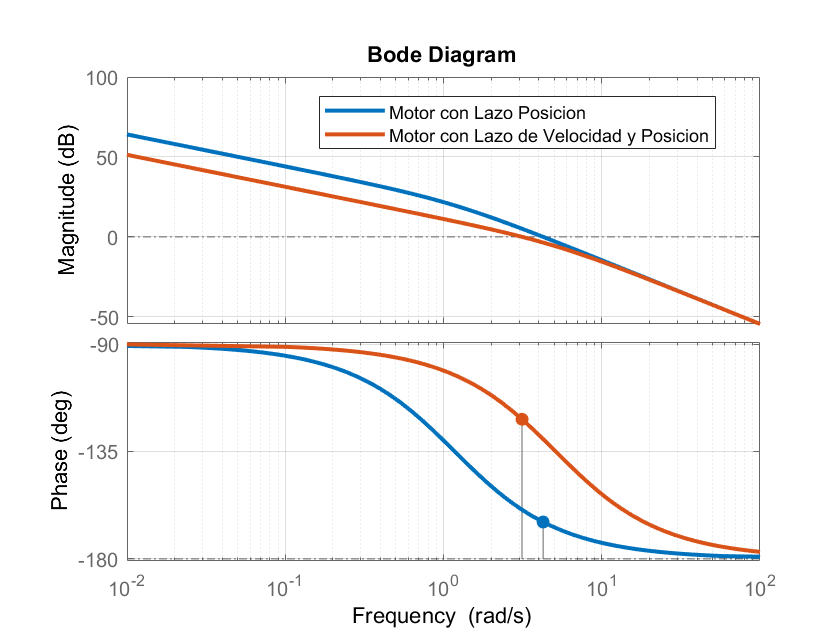 Bode Diagram
Motor con Lazo Posicion
Motor con Lazo de Velocidad y Posicion
Magnitude (dB)
100
50
0
-50
Phase (deg)
-90
-135
-180
10^-2 10^-1 10^0 10^1 10^2
Frequency (rad/s)